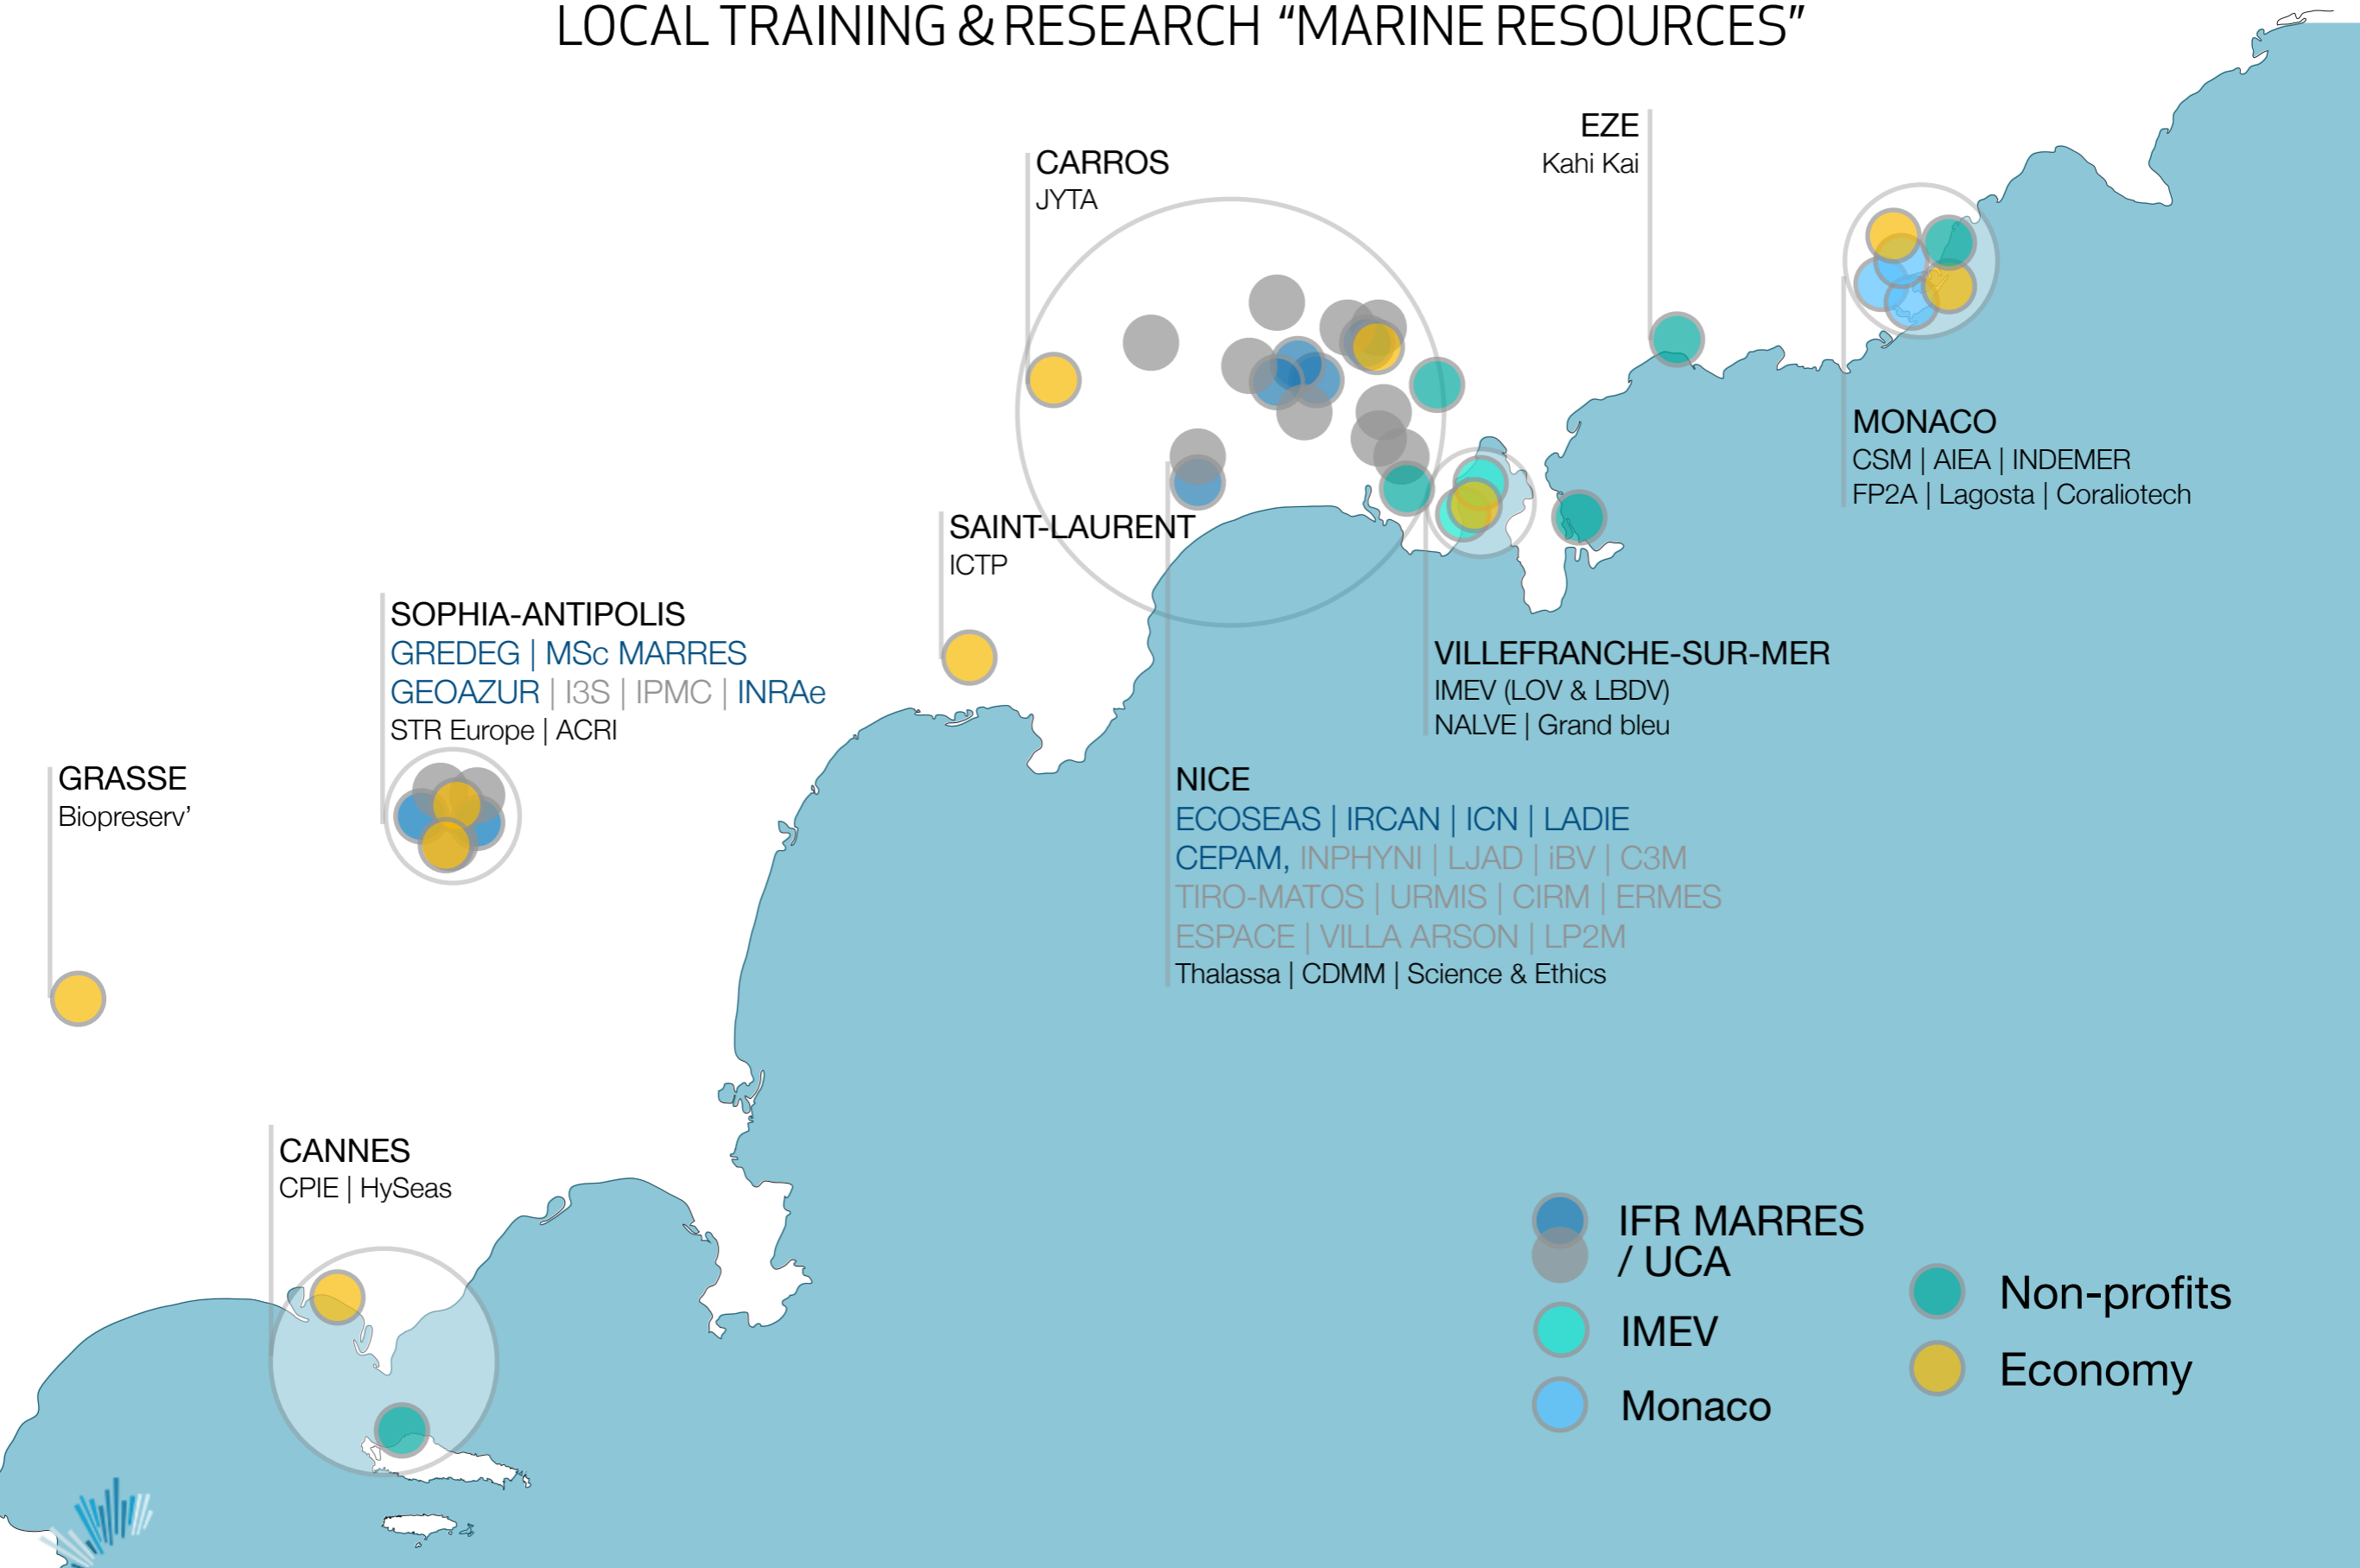 LOCAL TRAINING & RESEARCH “MARINE RESOURCES”
EZE
Kahi Kai
CARROS
JYTA
MONACO
CSM | AIEA | INDEMER
FP2A | Lagosta | Coraliotech
SAINT-LAURENT
ICTP
SOPHIA-ANTIPOLIS
GREDEG | MSc MARRES
GEOAZUR | I3S | IPMC | INRAe
STR Europe | ACRI
VILLEFRANCHE-SUR-MER
IMEV (LOV & LBDV)
NALVE | Grand bleu
GRASSE
Biopreserv’
NICE
ECOSEAS | IRCAN | ICN | LADIE
CEPAM, INPHYNI | LJAD | iBV | C3M
TIRO-MATOS | URMIS | CIRM | ERMES
ESPACE | VILLA ARSON | LP2M
Thalassa | CDMM | Science & Ethics
CANNES
CPIE | HySeas
IFR MARRES
/ UCA
IMEV
Monaco
Non-profits
Economy